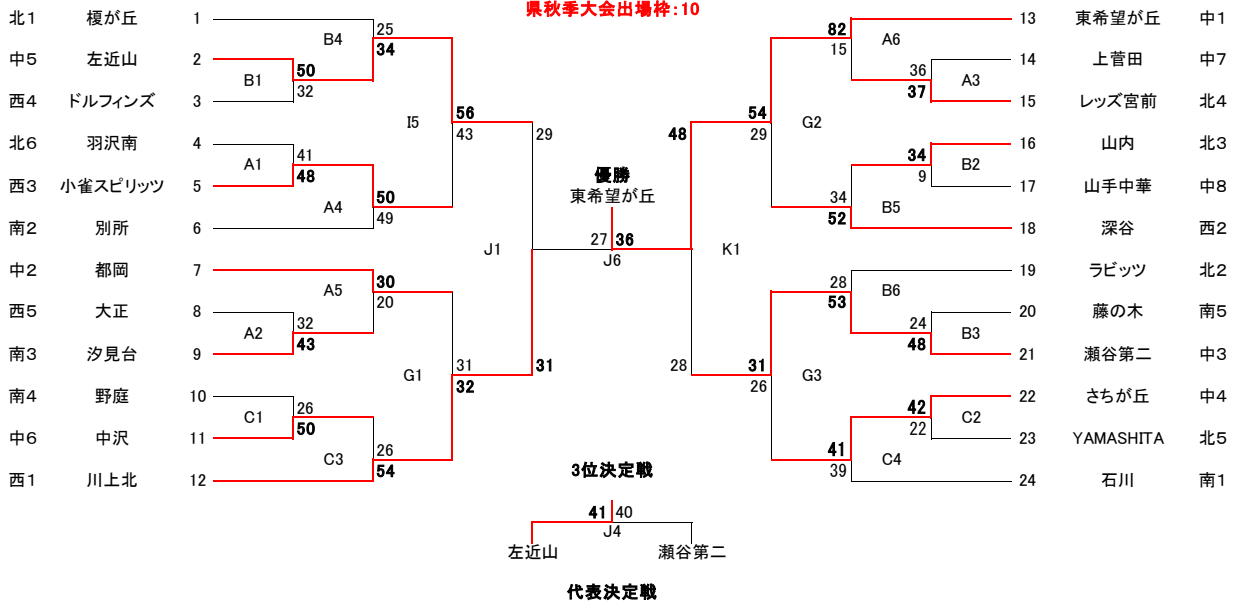 県秋季大会出場枠：10
北1 榎が丘 1
中5 左近山 2
西4 ドルフィンズ 3
北6 羽沢南 4
西3 小雀スピリッツ 5
南2 別所 6
中2 都岡 7
西5 大正 8
南3 汐見台 9
南4 野庭 10
中6 中沢 11
西1 川上北 12
B4 25
34
B1 50
32
I5 56
43
A1 41
48
A4 50
49
29
J1
A5 30
20
A2 32
43
G1 31
32
31
C1 26
50
C3 26
54
優勝
東希望が丘
27 36
J6
13 東希望が丘 中1
14 上菅田 中7
15 レッズ宮前 北4
16 山内 北3
17 山手中華 中8
18 深谷 西2
19 ラビッツ 北2
20 藤の木 南5
21 瀬谷第二 中3
22 さちが丘 中4
23 YAMASHITA 北5
24 石川 南1
82 A6
15
36 A3
37
48
54 G2
29
34 B2
9
34 B5
52
K1
28 B6
53
24 B3
48
28
31 G3
26
42 C2
22
41 C4
39
3位決定戦
41 40
J4
左近山 瀬谷第二
代表決定戦